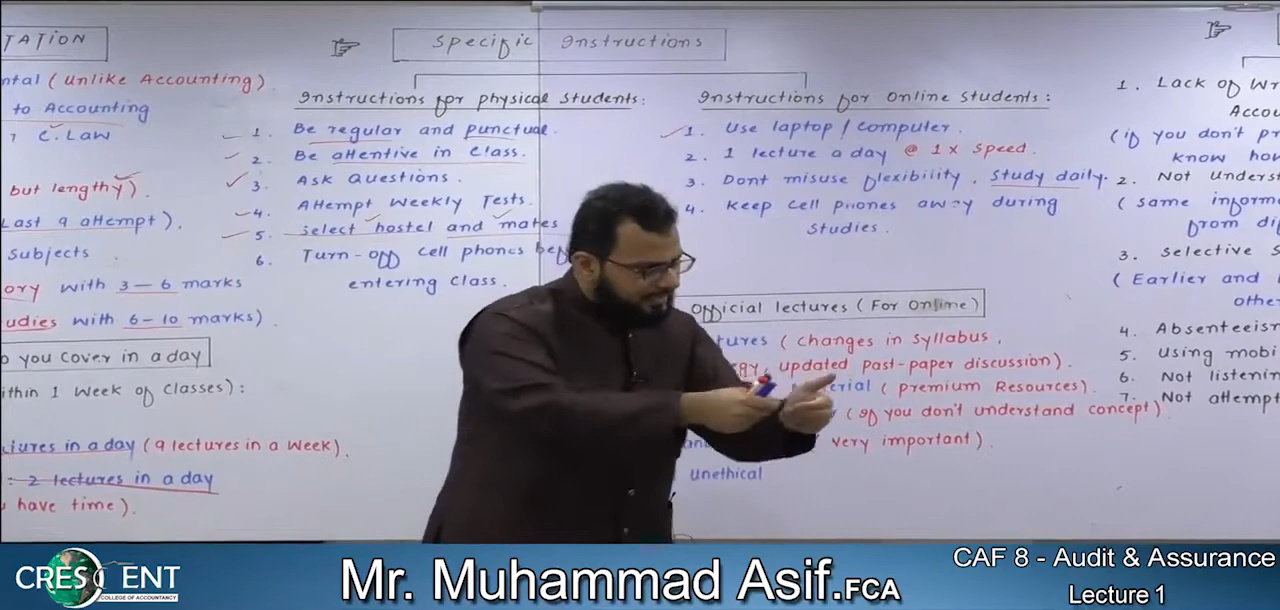 TATION
ntal (unlike Accounting)
to Accounting
C.Law
but lengthy).
Last 9 attempt).
Subjects
ory with 3-6 marks
udies with 6-10 marks)
o you cover in a day
ithin 1 Week of Classes):
ctures in a day (9 lectures in a week).
: 2 lectures in a day
have time).
Specific Instructions
Instructions for physical students:
1. Be regular and punctual.
2. Be attentive in Class.
3. Ask Questions.
4. Attempt Weekly Tests.
5. Select hostel and mates
6. Turn-off Cell phones bef
entering Class.
Instructions for Online Students:
1. Use laptop / Computer.
2. 1 lecture a day @ 1x Speed.
3. Dont misuse flexibility, Study daily.
4. Keep Cell phones away during
Studies.
Official lectures (For Online)
tures (changes in Syllabus,
updated past-paper discussion).
erial (premium Resources).
(If you don't understand concept)
very important).
unethical
1. Lack of Wr
Accou
(if you don't pr
know how
2. Not Underst
(same inform
from dif
3. Selective S
(Earlier and
othe
4. Absenteeism
5. Using mobi
6. Not listenin
7. Not attempt
CRESCENT
COLLEGE OF ACCOUNTANCY
Mr. Muhammad Asif.FCA
CAF 8 - Audit & Assurance
Lecture 1